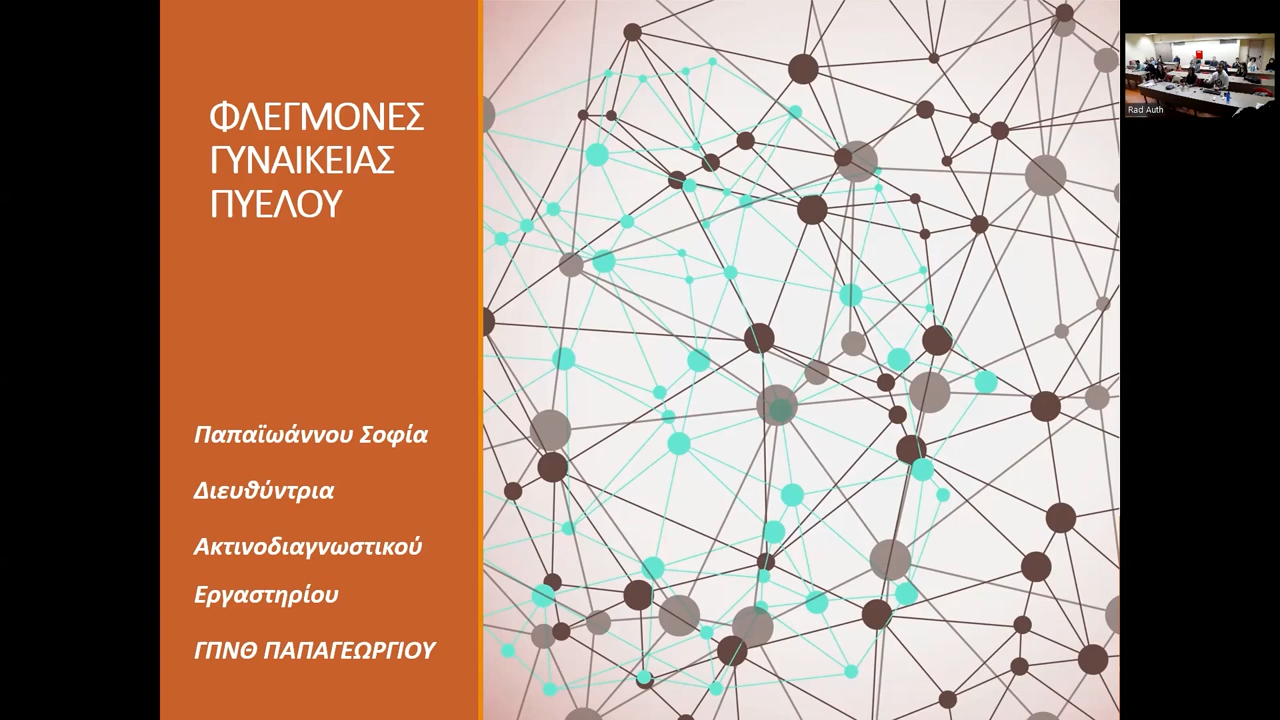 ΦΛΕΓΜΟΝΕΣ
ΓΥΝΑΙΚΕΙΑΣ
ΠΥΕΛΟΥ
Παπαϊωάννου Σοφία
Διευθύντρια
Ακτινοδιαγνωστικού
Εργαστηρίου
ΓΠΝΘ ΠΑΠΑΓΕΩΡΓΙΟΥ
Rad Auth